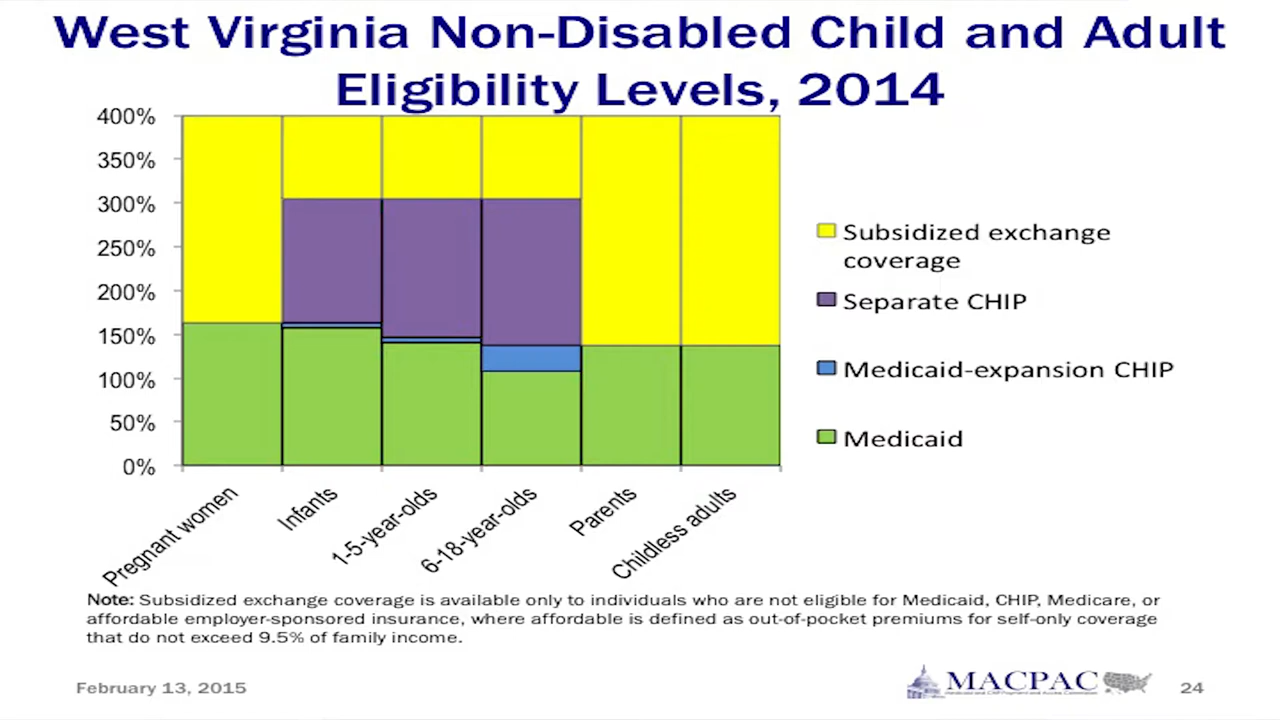 West Virginia Non-Disabled Child and Adult
Eligibility Levels, 2014
400%
350%
300%
250%
200%
150%
100%
50%
0%
Pregnant women
Infants
1-5-year-olds
6-18-year-olds
Parents
Childless adults
Subsidized exchange
coverage
Separate CHIP
Medicaid-expansion CHIP
Medicaid
Note: Subsidized exchange coverage is available only to individuals who are not eligible for Medicaid, CHIP, Medicare, or
affordable employer-sponsored insurance, where affordable is defined as out-of-pocket premiums for self-only coverage
that do not exceed 9.5% of family income.
February 13, 2015
MACPAC
24